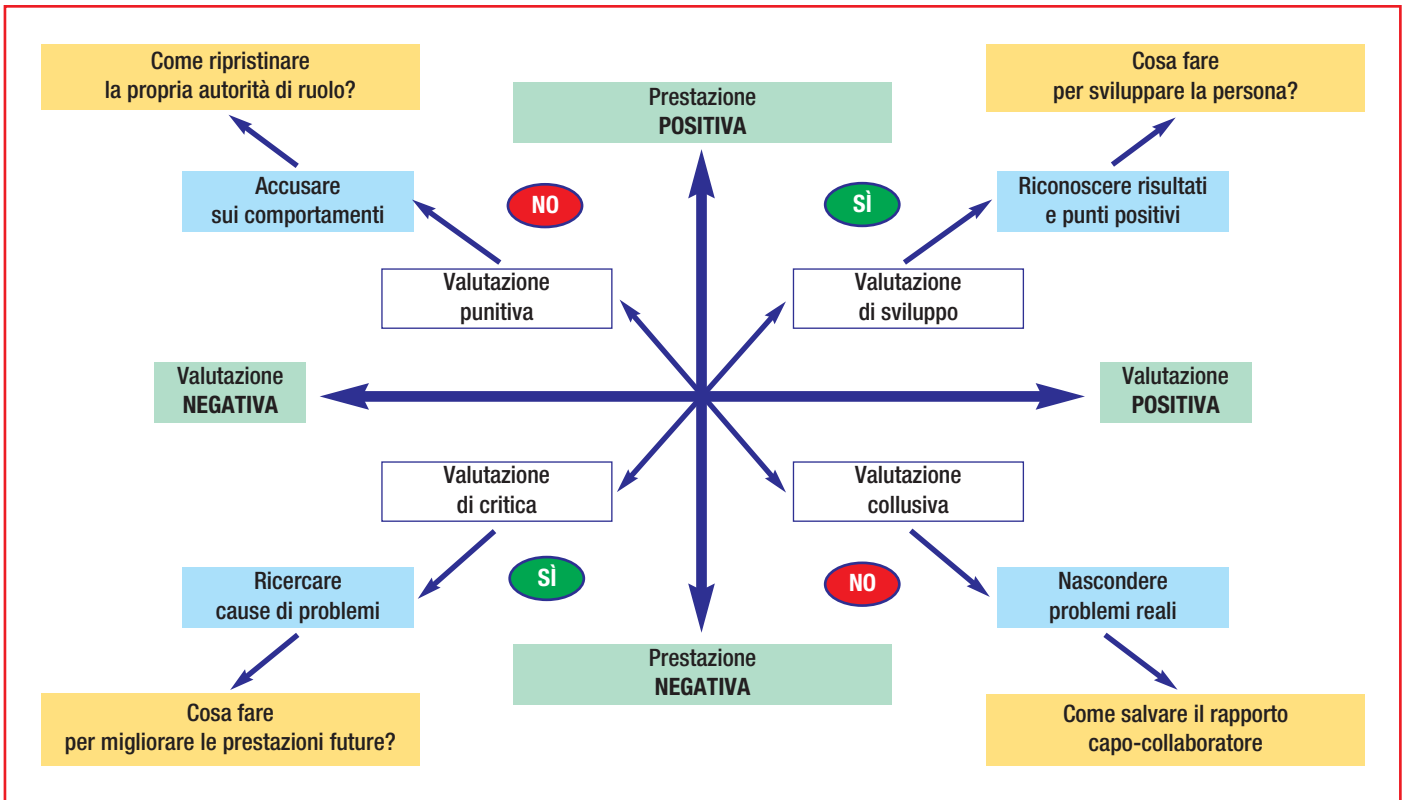 Come ripristinare
la propria autorità di ruolo?
Cosa fare
per sviluppare la persona?
Prestazione
POSITIVA
Accusare
sui comportamenti
NO
SÌ
Riconoscere risultati
e punti positivi
Valutazione
punitiva
Valutazione
di sviluppo
Valutazione
NEGATIVA
Valutazione
POSITIVA
Valutazione
di critica
Valutazione
collusiva
Ricercare
cause di problemi
SÌ
NO
Nascondere
problemi reali
Prestazione
NEGATIVA
Cosa fare
per migliorare le prestazioni future?
Come salvare il rapporto
capo-collaboratore